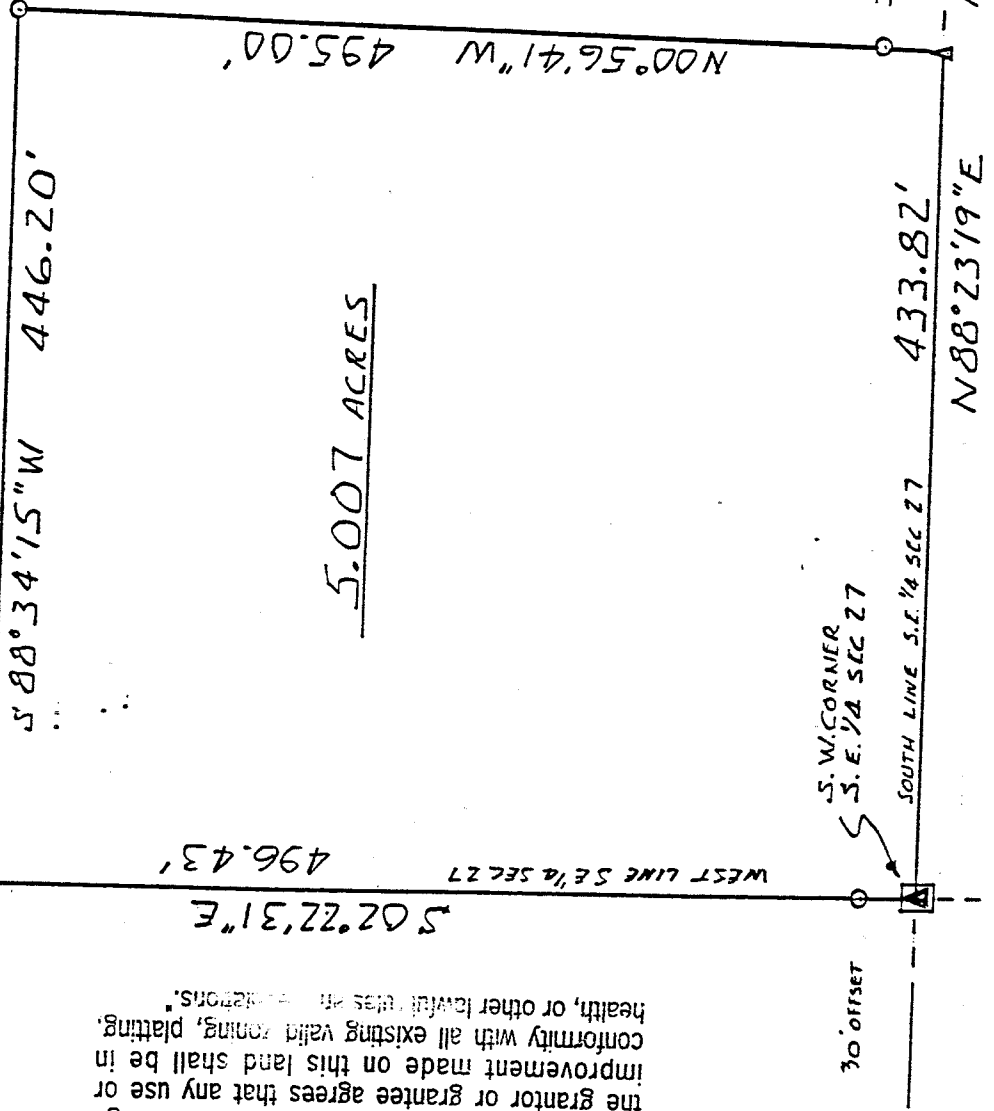 S 88°34'15"W 446.20'
N00°56'41"W 495.00'
5.007 ACRES
433.82'
N88°23'19"E
SOUTH LINE S.E. 1/4 SEC 27
S.W. CORNER
S.E. 1/4 SEC 27
WEST LINE SE 1/4 SEC 27
496.43'
S 02°22'31"E
30' OFFSET
the grantor or grantee agrees that any use or
improvement made on this land shall be in
conformity with all existing valid zoning, platting,
health, or other lawful